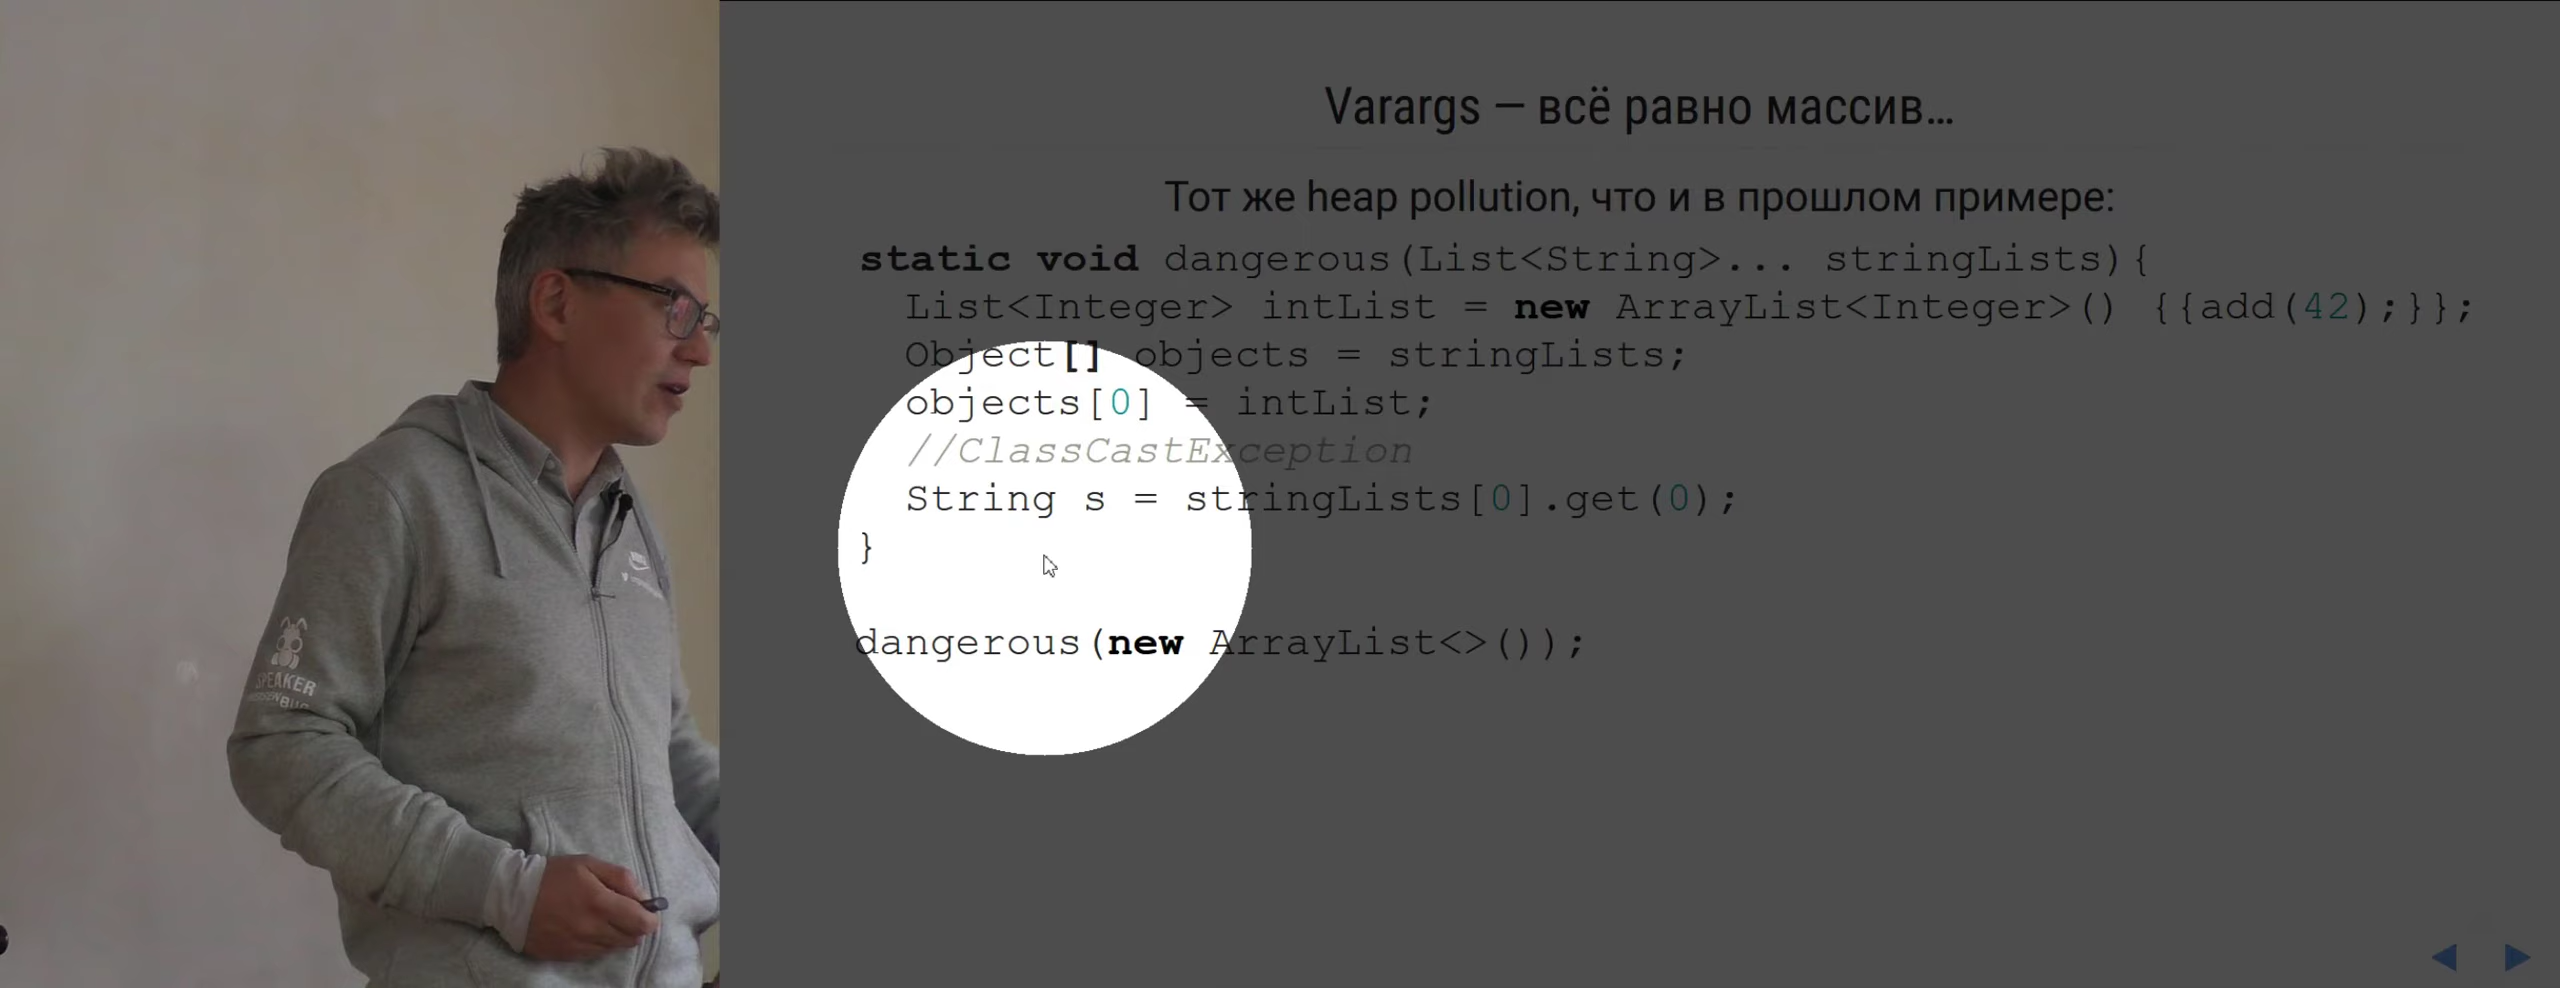 Varargs — всё равно массив…
Тот же heap pollution, что и в прошлом примере:
static void dangerous(List<String>... stringLists){
List<Integer> intList = new ArrayList<Integer>() {{add(42);}};
Object[] objects = stringLists;
objects[0] = intList;
//ClassCastException
String s = stringLists[0].get(0);
}
dangerous(new ArrayList<>());
SPEAKER